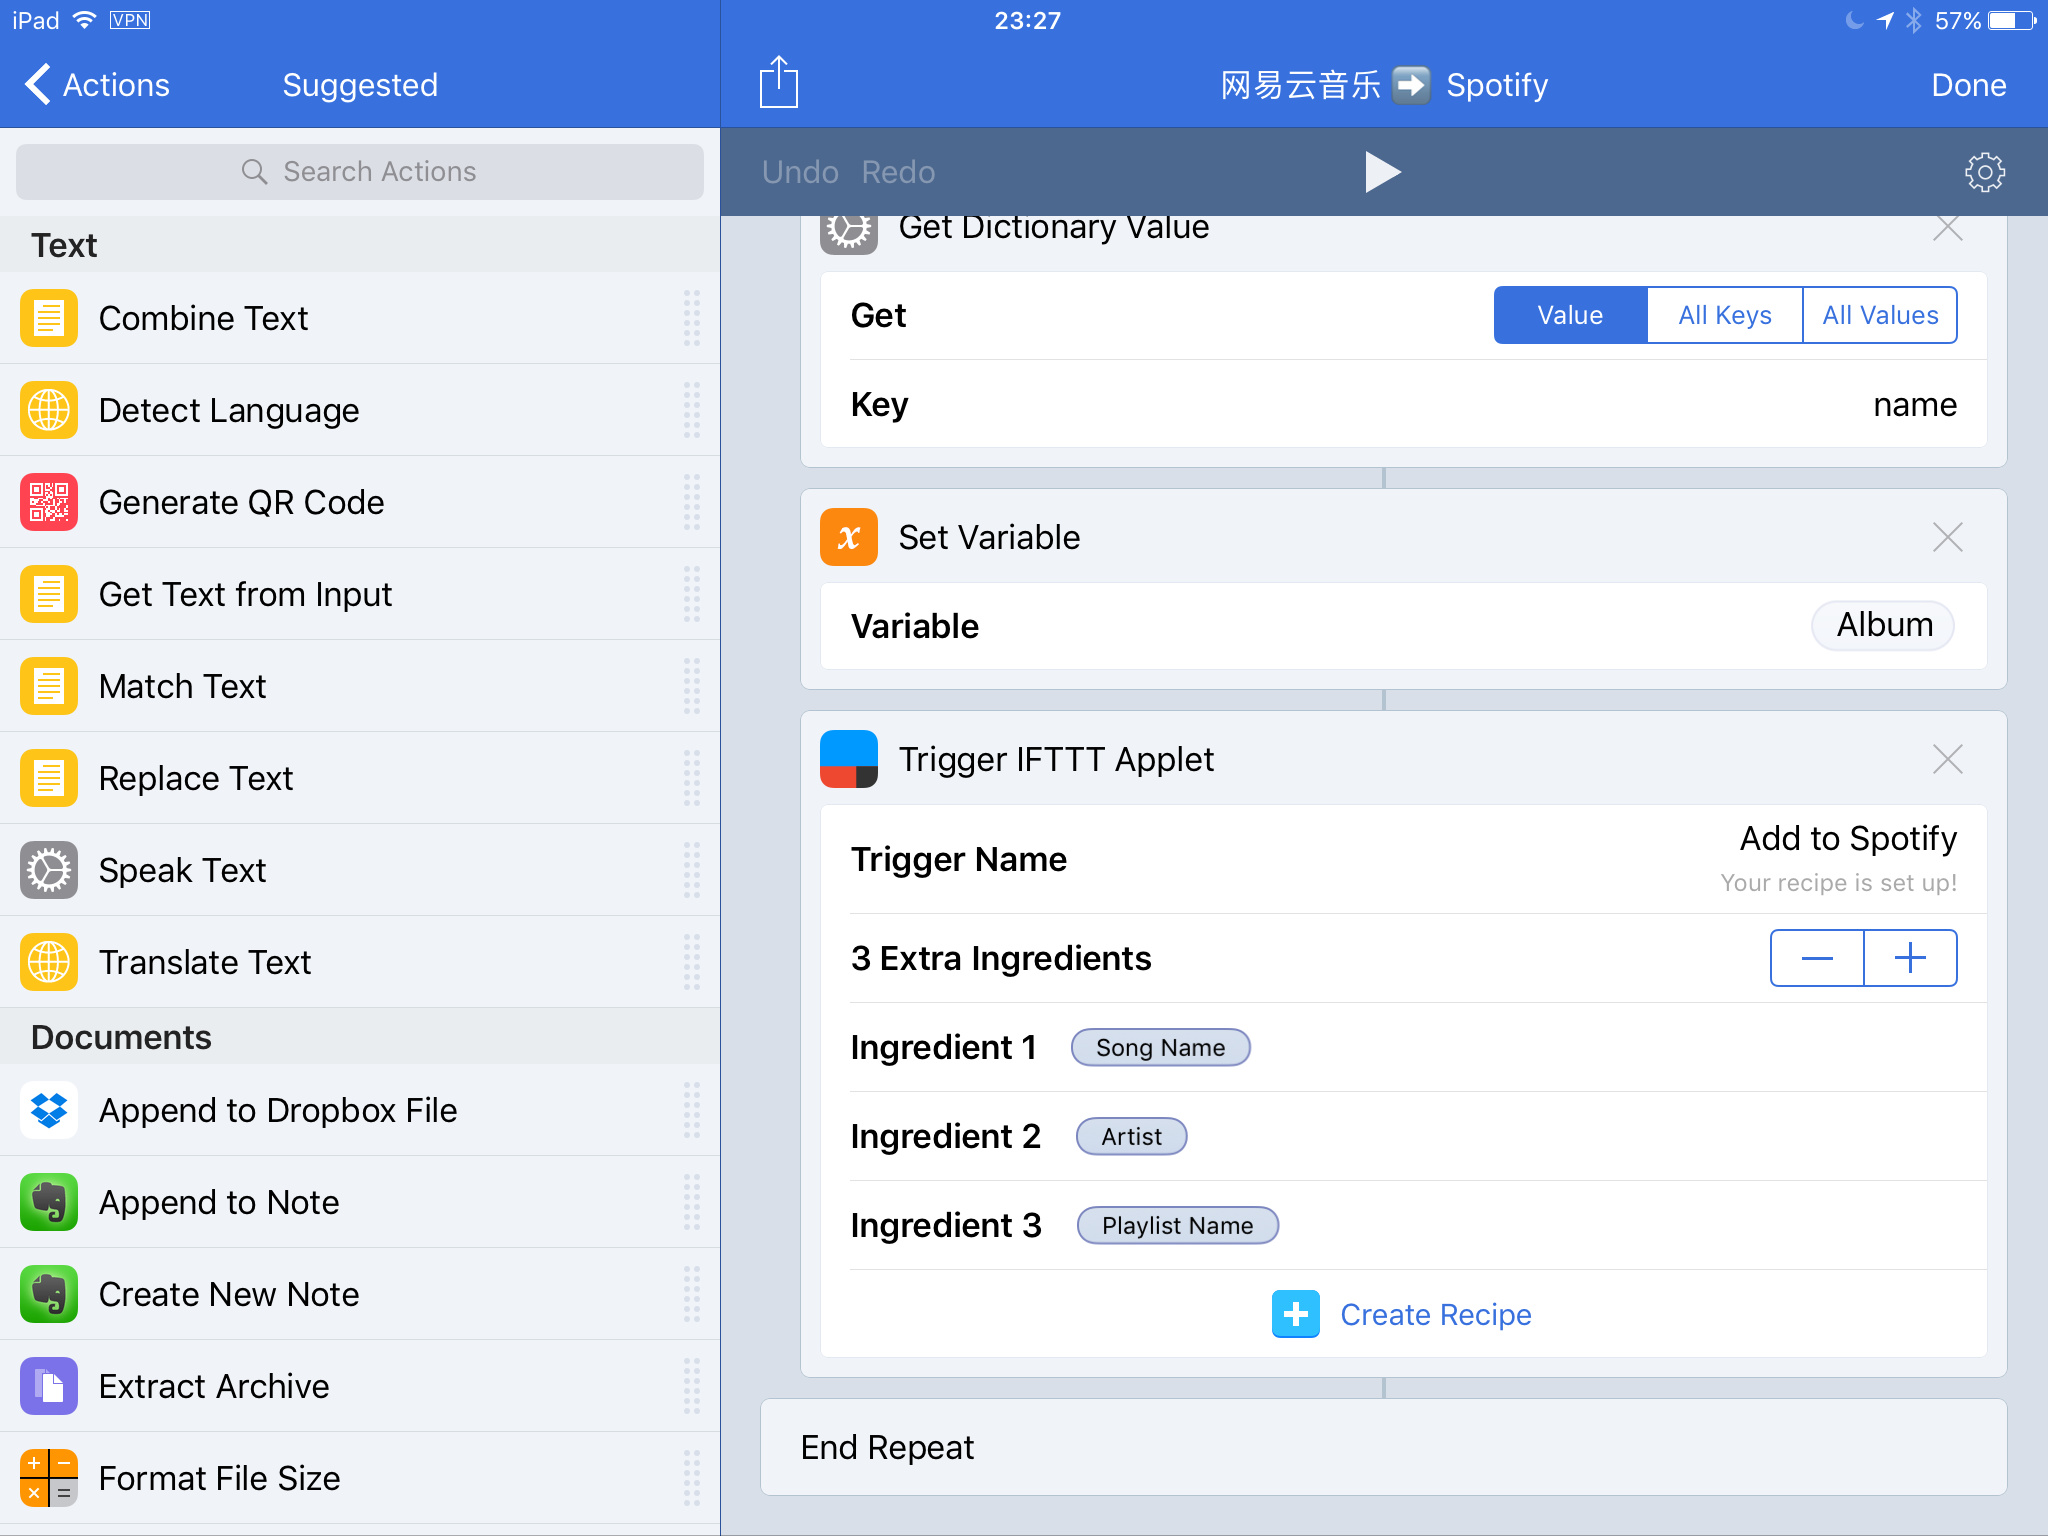 iPad VPN 23:27 57%
Actions Suggested
网易云音乐 ➡️ Spotify Done
Search Actions
Text
Combine Text
Detect Language
Generate QR Code
Get Text from Input
Match Text
Replace Text
Speak Text
Translate Text
Documents
Append to Dropbox File
Append to Note
Create New Note
Extract Archive
Format File Size
Undo Redo
Get Dictionary Value
Get Value All Keys All Values
Key name
x Set Variable
Variable Album
Trigger IFTTT Applet
Trigger Name Add to Spotify
Your recipe is set up!
3 Extra Ingredients — +
Ingredient 1 Song Name
Ingredient 2 Artist
Ingredient 3 Playlist Name
Create Recipe
End Repeat